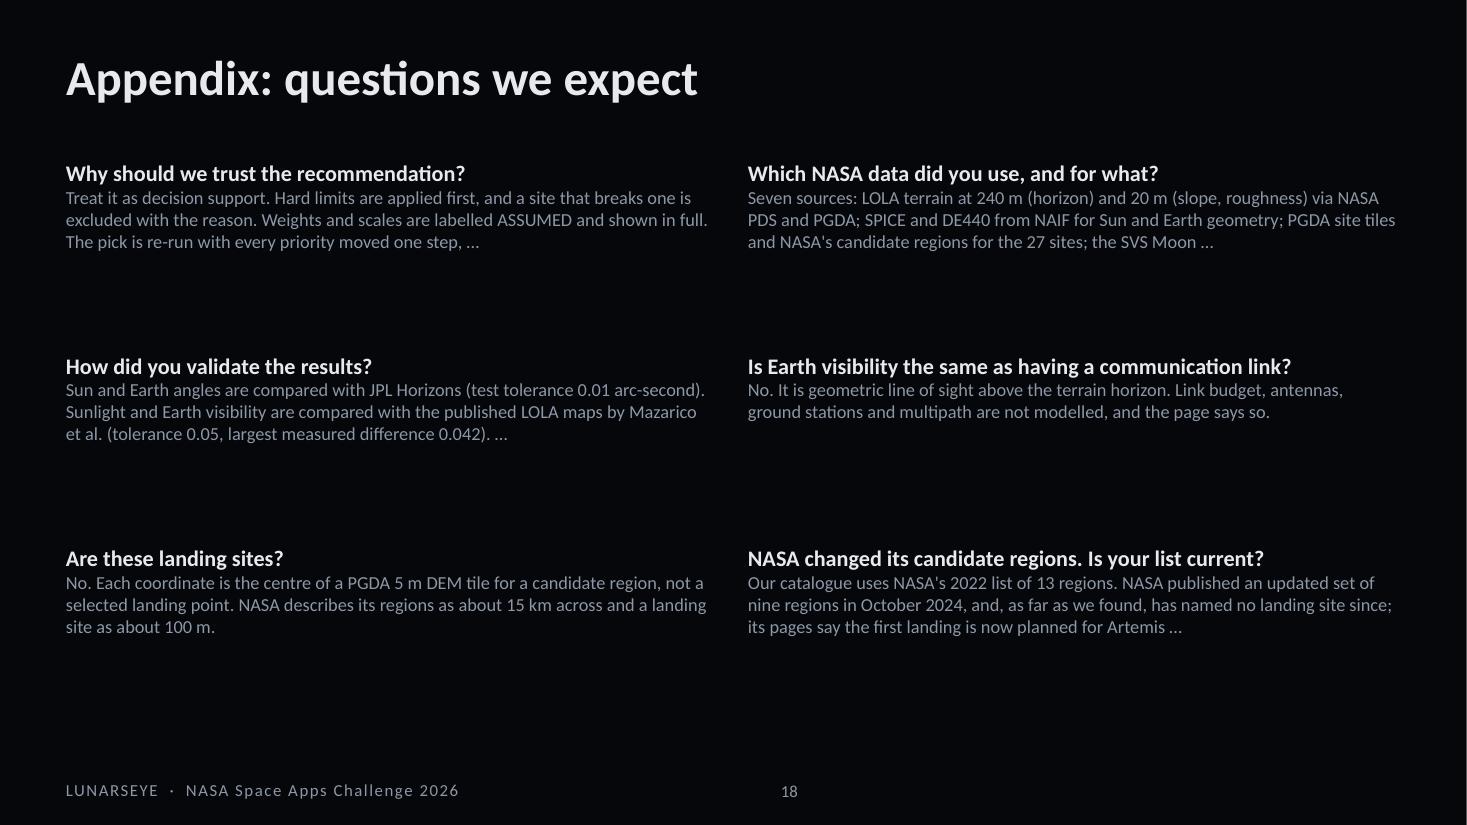 Appendix: questions we expect
Why should we trust the recommendation?
Treat it as decision support. Hard limits are applied first, and a site that breaks one is
excluded with the reason. Weights and scales are labelled ASSUMED and shown in full.
The pick is re-run with every priority moved one step, ...
Which NASA data did you use, and for what?
Seven sources: LOLA terrain at 240 m (horizon) and 20 m (slope, roughness) via NASA
PDS and PGDA; SPICE and DE440 from NAIF for Sun and Earth geometry; PGDA site tiles
and NASA's candidate regions for the 27 sites; the SVS Moon ...
How did you validate the results?
Sun and Earth angles are compared with JPL Horizons (test tolerance 0.01 arc-second).
Sunlight and Earth visibility are compared with the published LOLA maps by Mazarico
et al. (tolerance 0.05, largest measured difference 0.042). ...
Is Earth visibility the same as having a communication link?
No. It is geometric line of sight above the terrain horizon. Link budget, antennas,
ground stations and multipath are not modelled, and the page says so.
Are these landing sites?
No. Each coordinate is the centre of a PGDA 5 m DEM tile for a candidate region, not a
selected landing point. NASA describes its regions as about 15 km across and a landing
site as about 100 m.
NASA changed its candidate regions. Is your list current?
Our catalogue uses NASA's 2022 list of 13 regions. NASA published an updated set of
nine regions in October 2024, and, as far as we found, has named no landing site since;
its pages say the first landing is now planned for Artemis ...
LUNARSEYE · NASA Space Apps Challenge 2026
18